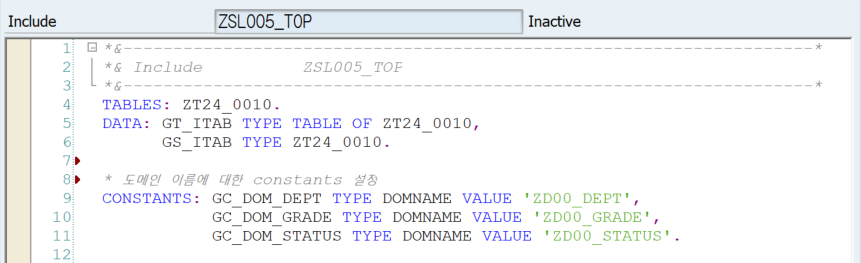 Include ZSL005_TOP Inactive
1 *&---------------------------------------------------------------------*
2 *& Include ZSL005_TOP
3 *&---------------------------------------------------------------------*
4 TABLES: ZT24_0010.
5 DATA: GT_ITAB TYPE TABLE OF ZT24_0010,
6 GS_ITAB TYPE ZT24_0010.
7
8 * 도메인 이름에 대한 constants 설정
9 CONSTANTS: GC_DOM_DEPT TYPE DOMNAME VALUE 'ZD00_DEPT',
10 GC_DOM_GRADE TYPE DOMNAME VALUE 'ZD00_GRADE',
11 GC_DOM_STATUS TYPE DOMNAME VALUE 'ZD00_STATUS'.
12